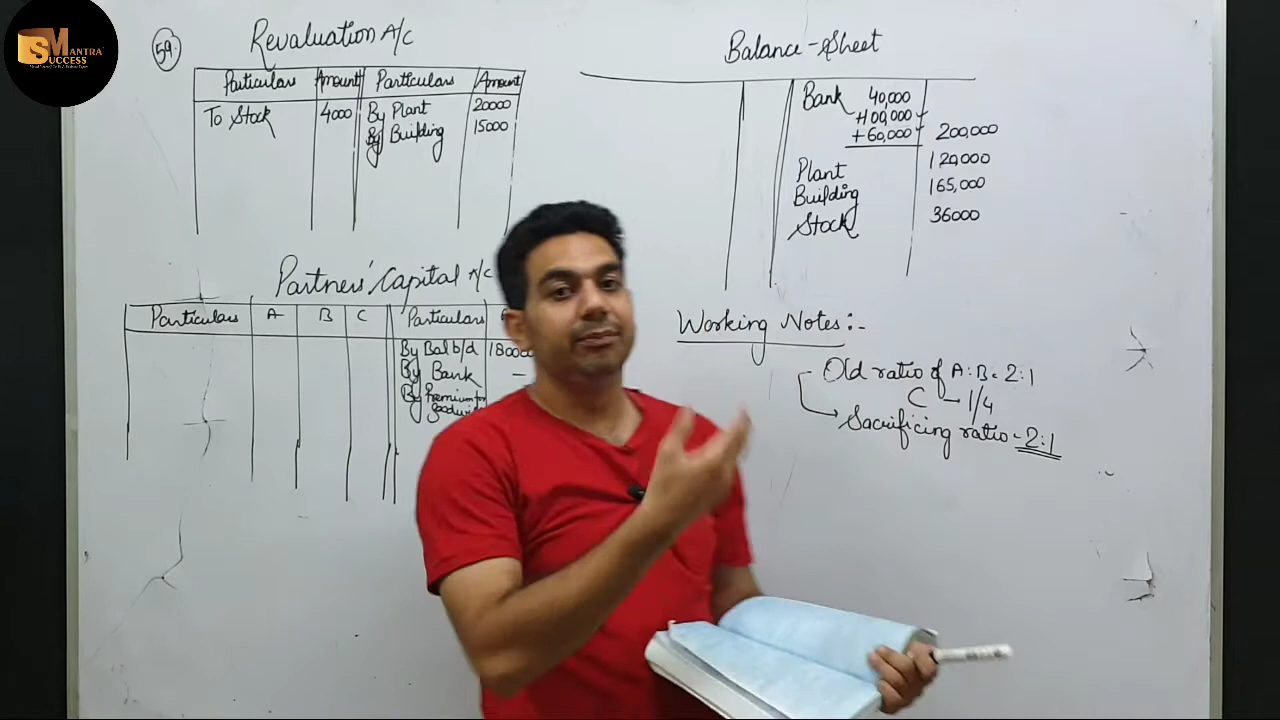 MANTRA
SUCCESS
59.
Revaluation A/c
Particulars Amount Particulars Amount
To Stock 4000 By Plant 20000
By Building 15000
Balance-Sheet
Bank 40,000
+100,000
+60,000 200,000
Plant 120,000
Building 165,000
Stock 36000
Partners' Capital A/c
Particulars A B C Particulars
By Bal b/d 180000
By Bank —
By Premium for
Goodwill
Working Notes:-
Old ratio of A:B = 2:1
C — 1/4
Sacrificing ratio - 2:1